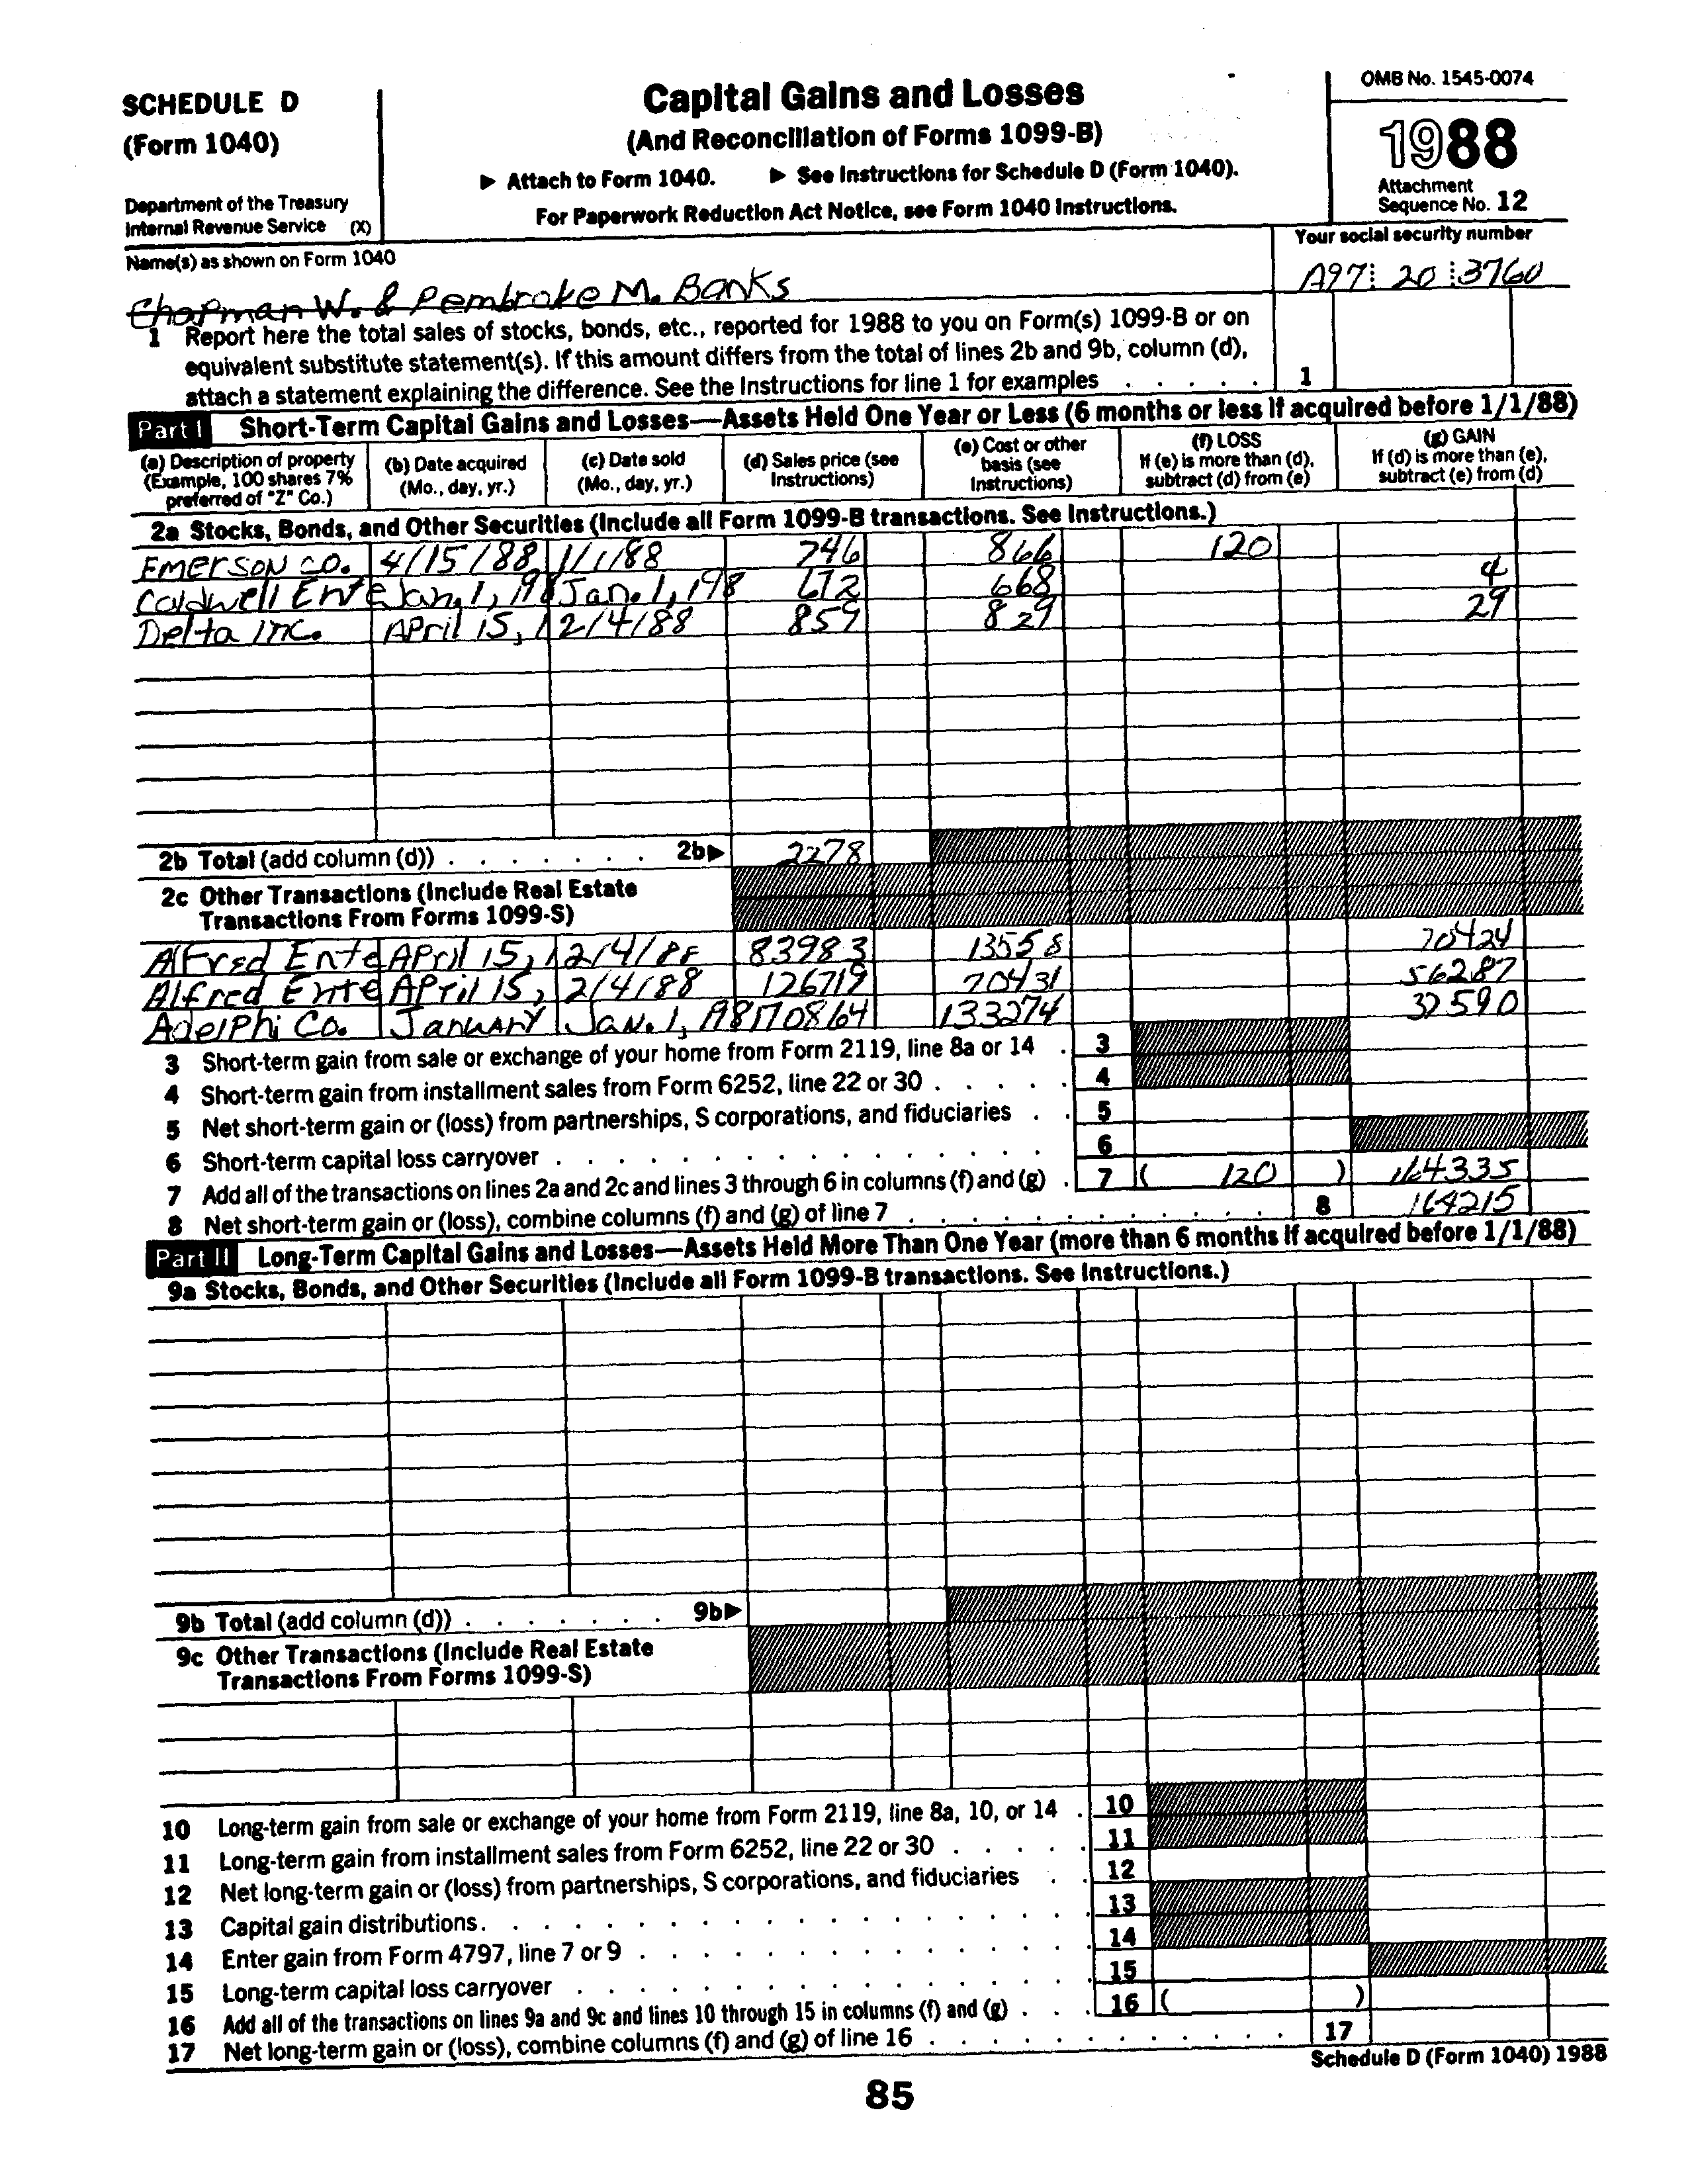 SCHEDULE D
(Form 1040)
Department of the Treasury
Internal Revenue Service (X)
Capital Gains and Losses
(And Reconciliation of Forms 1099-B)
▶ Attach to Form 1040. ▶ See Instructions for Schedule D (Form 1040).
For Paperwork Reduction Act Notice, see Form 1040 Instructions.
OMB No. 1545-0074
1988
Attachment
Sequence No. 12
Name(s) as shown on Form 1040
Chapman W. & Pembroke M. Banks
Your social security number
A97 20 3760
1 Report here the total sales of stocks, bonds, etc., reported for 1988 to you on Form(s) 1099-B or on
equivalent substitute statement(s). If this amount differs from the total of lines 2b and 9b, column (d),
attach a statement explaining the difference. See the Instructions for line 1 for examples . . . . . 1
Part I Short-Term Capital Gains and Losses—Assets Held One Year or Less (6 months or less if acquired before 1/1/88)
(a) Description of property
(Example, 100 shares 7%
preferred of "Z" Co.)
(b) Date acquired
(Mo., day, yr.)
(c) Date sold
(Mo., day, yr.)
(d) Sales price (see
Instructions)
(e) Cost or other
basis (see
Instructions)
(f) LOSS
If (e) is more than (d),
subtract (d) from (e)
(g) GAIN
If (d) is more than (e),
subtract (e) from (d)
2a Stocks, Bonds, and Other Securities (Include all Form 1099-B transactions. See Instructions.)
Emerson Co. 4/15/88 1/1/88 746 866 120
Caldwell Ente Jan. 1, 198 Jan. 1, 198 672 668 4
Delta Inc. April 15, 1 2/4/88 859 829 29
2b Total (add column (d)) . . . . . . . 2b▶ 2278
2c Other Transactions (Include Real Estate
Transactions From Forms 1099-S)
Alfred Ente April 15, 1 2/4/88 83983 13558 70424
Alfred Ente April 15, 2/4/88 126719 70431 56287
Adelphi Co. January Jan. 1, 198 170864 133274 37590
3 Short-term gain from sale or exchange of your home from Form 2119, line 8a or 14 . 3
4 Short-term gain from installment sales from Form 6252, line 22 or 30 . . . . . 4
5 Net short-term gain or (loss) from partnerships, S corporations, and fiduciaries . . 5
6 Short-term capital loss carryover . . . . . . . . . . . . . . . 6
7 Add all of the transactions on lines 2a and 2c and lines 3 through 6 in columns (f) and (g) . 7 ( 120 ) 164335
8 Net short-term gain or (loss), combine columns (f) and (g) of line 7 . . . . . . . . . . . . 8 164215
Part II Long-Term Capital Gains and Losses—Assets Held More Than One Year (more than 6 months if acquired before 1/1/88)
9a Stocks, Bonds, and Other Securities (Include all Form 1099-B transactions. See Instructions.)
9b Total (add column (d)) . . . . . . . 9b▶
9c Other Transactions (Include Real Estate
Transactions From Forms 1099-S)
10 Long-term gain from sale or exchange of your home from Form 2119, line 8a, 10, or 14 . 10
11 Long-term gain from installment sales from Form 6252, line 22 or 30 . . . . . 11
12 Net long-term gain or (loss) from partnerships, S corporations, and fiduciaries . . 12
13 Capital gain distributions. . . . . . . . . . . . . . . . . . 13
14 Enter gain from Form 4797, line 7 or 9 . . . . . . . . . . . . . 14
15 Long-term capital loss carryover . . . . . . . . . . . . . . . 15
16 Add all of the transactions on lines 9a and 9c and lines 10 through 15 in columns (f) and (g) . . . 16 ( )
17 Net long-term gain or (loss), combine columns (f) and (g) of line 16 . . . . . . . . . . . . 17
Schedule D (Form 1040) 1988
85